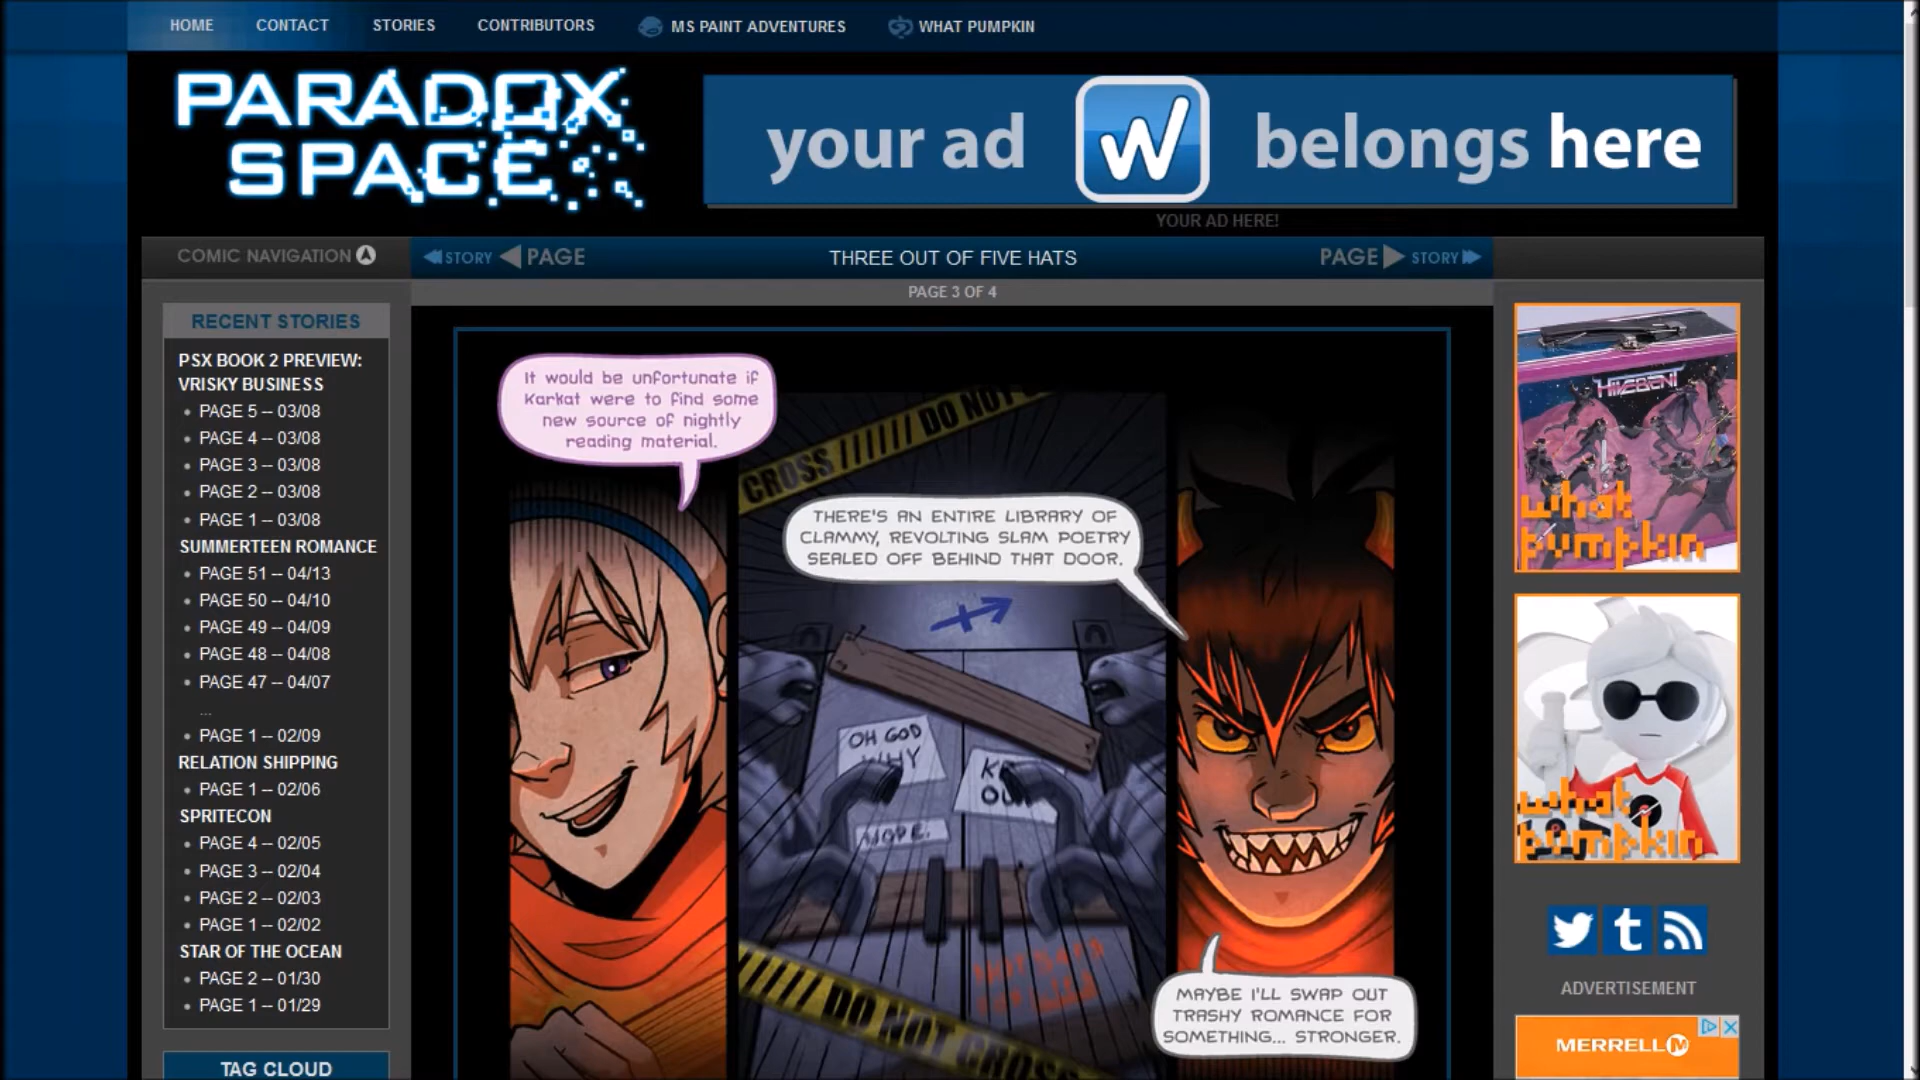 HOME CONTACT STORIES CONTRIBUTORS MS PAINT ADVENTURES WHAT PUMPKIN
PARADOX
SPACE
your ad W belongs here
YOUR AD HERE!
COMIC NAVIGATION
STORY PAGE THREE OUT OF FIVE HATS PAGE STORY
PAGE 3 OF 4
RECENT STORIES
PSX BOOK 2 PREVIEW:
VRISKY BUSINESS
PAGE 5 -- 03/08
PAGE 4 -- 03/08
PAGE 3 -- 03/08
PAGE 2 -- 03/08
PAGE 1 -- 03/08
SUMMERTEEN ROMANCE
PAGE 51 -- 04/13
PAGE 50 -- 04/10
PAGE 49 -- 04/09
PAGE 48 -- 04/08
PAGE 47 -- 04/07
...
PAGE 1 -- 02/09
RELATION SHIPPING
PAGE 1 -- 02/06
SPRITECON
PAGE 4 -- 02/05
PAGE 3 -- 02/04
PAGE 2 -- 02/03
PAGE 1 -- 02/02
STAR OF THE OCEAN
PAGE 2 -- 01/30
PAGE 1 -- 01/29
TAG CLOUD
It would be unfortunate if
Karkat were to find some
new source of nightly
reading material.
CROSS ////// DO NOT
THERE'S AN ENTIRE LIBRARY OF
CLAMMY, REVOLTING SLAM POETRY
SEALED OFF BEHIND THAT DOOR.
OH GOD
WHY
NOPE.
///// DO NOT CROSS
MAYBE I'LL SWAP OUT
TRASHY ROMANCE FOR
SOMETHING... STRONGER.
HIVEBENT
what
pumpkin
what
pumpkin
ADVERTISEMENT
MERRELL